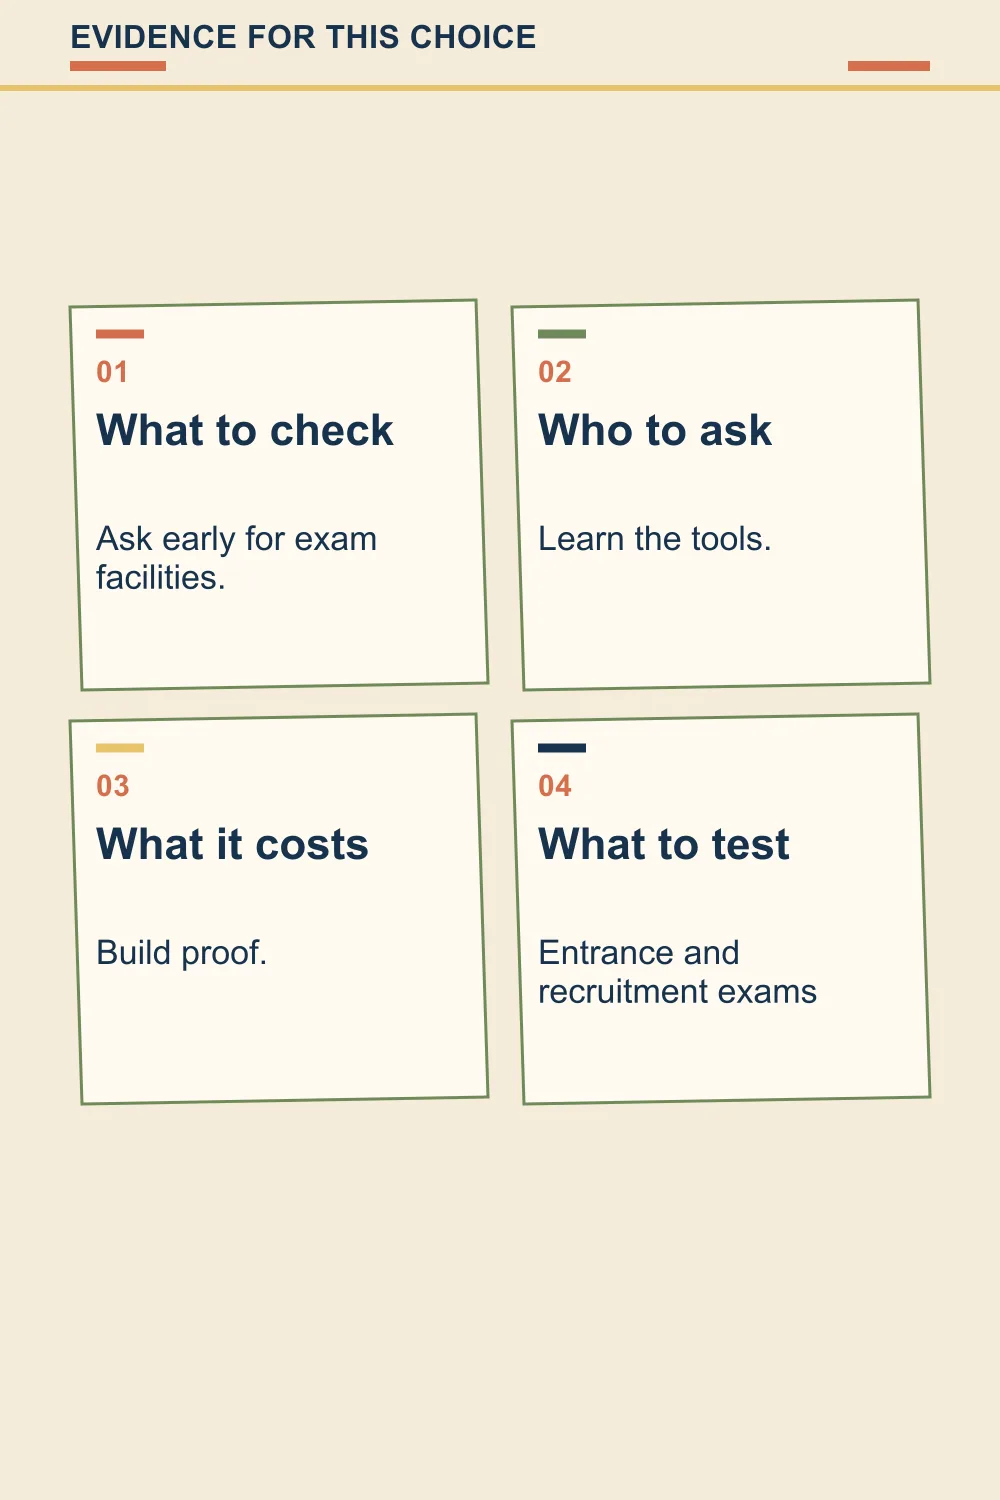 EVIDENCE FOR THIS CHOICE
01
What to check
Ask early for exam
facilities.
02
Who to ask
Learn the tools.
03
What it costs
Build proof.
04
What to test
Entrance and
recruitment exams